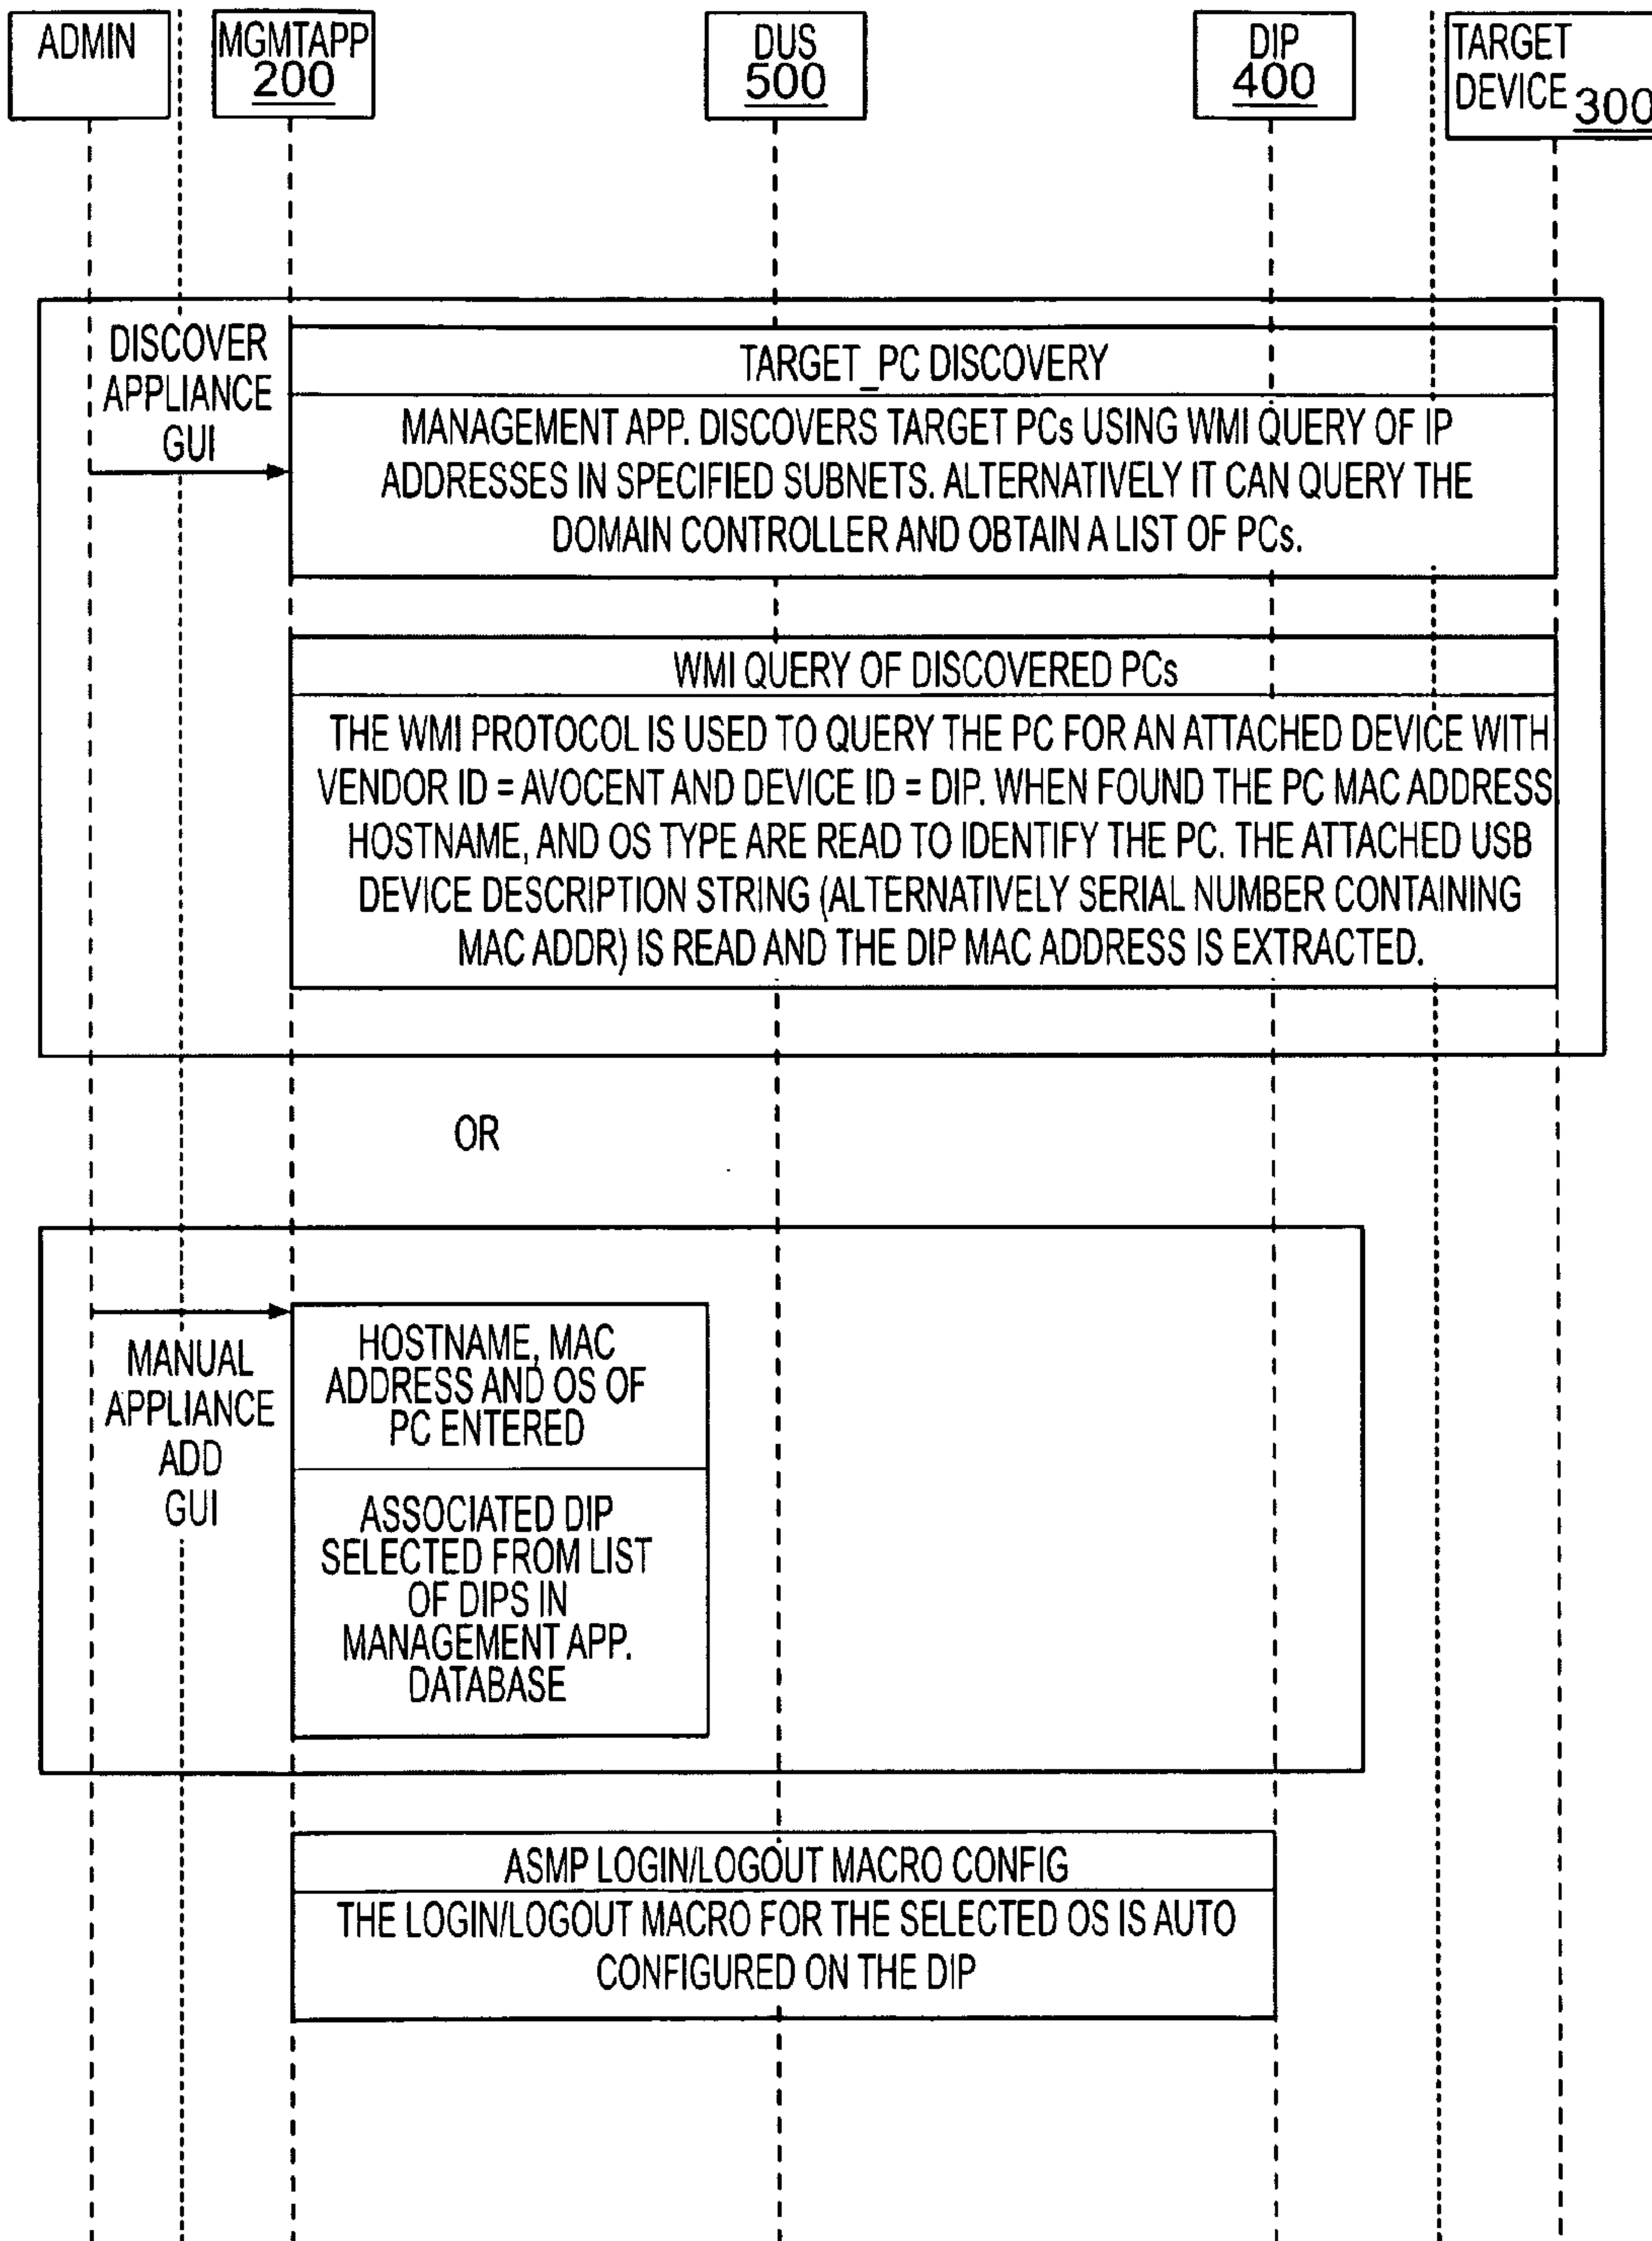 ADMIN
MGMTAPP
200
DUS
500
DIP
400
TARGET
DEVICE 300
DISCOVER
APPLIANCE
GUI
TARGET_PC DISCOVERY
MANAGEMENT APP. DISCOVERS TARGET PCs USING WMI QUERY OF IP
ADDRESSES IN SPECIFIED SUBNETS. ALTERNATIVELY IT CAN QUERY THE
DOMAIN CONTROLLER AND OBTAIN A LIST OF PCs.
WMI QUERY OF DISCOVERED PCs
THE WMI PROTOCOL IS USED TO QUERY THE PC FOR AN ATTACHED DEVICE WITH
VENDOR ID = AVOCENT AND DEVICE ID = DIP. WHEN FOUND THE PC MAC ADDRESS
HOSTNAME, AND OS TYPE ARE READ TO IDENTIFY THE PC. THE ATTACHED USB
DEVICE DESCRIPTION STRING (ALTERNATIVELY SERIAL NUMBER CONTAINING
MAC ADDR) IS READ AND THE DIP MAC ADDRESS IS EXTRACTED.
OR
MANUAL
APPLIANCE
ADD
GUI
HOSTNAME, MAC
ADDRESS AND OS OF
PC ENTERED
ASSOCIATED DIP
SELECTED FROM LIST
OF DIPS IN
MANAGEMENT APP.
DATABASE
ASMP LOGIN/LOGOUT MACRO CONFIG
THE LOGIN/LOGOUT MACRO FOR THE SELECTED OS IS AUTO
CONFIGURED ON THE DIP